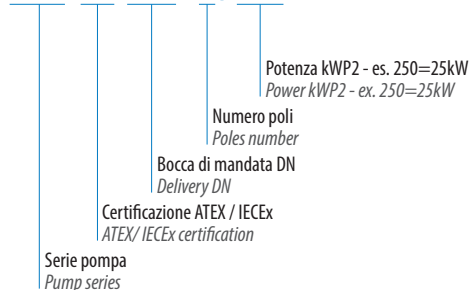 Potenza kWP2 - es. 250=25kW
Power kWP2 - ex. 250=25kW
Numero poli
Poles number
Bocca di mandata DN
Delivery DN
Certificazione ATEX / IECEx
ATEX/ IECEx certification
Serie pompa
Pump series